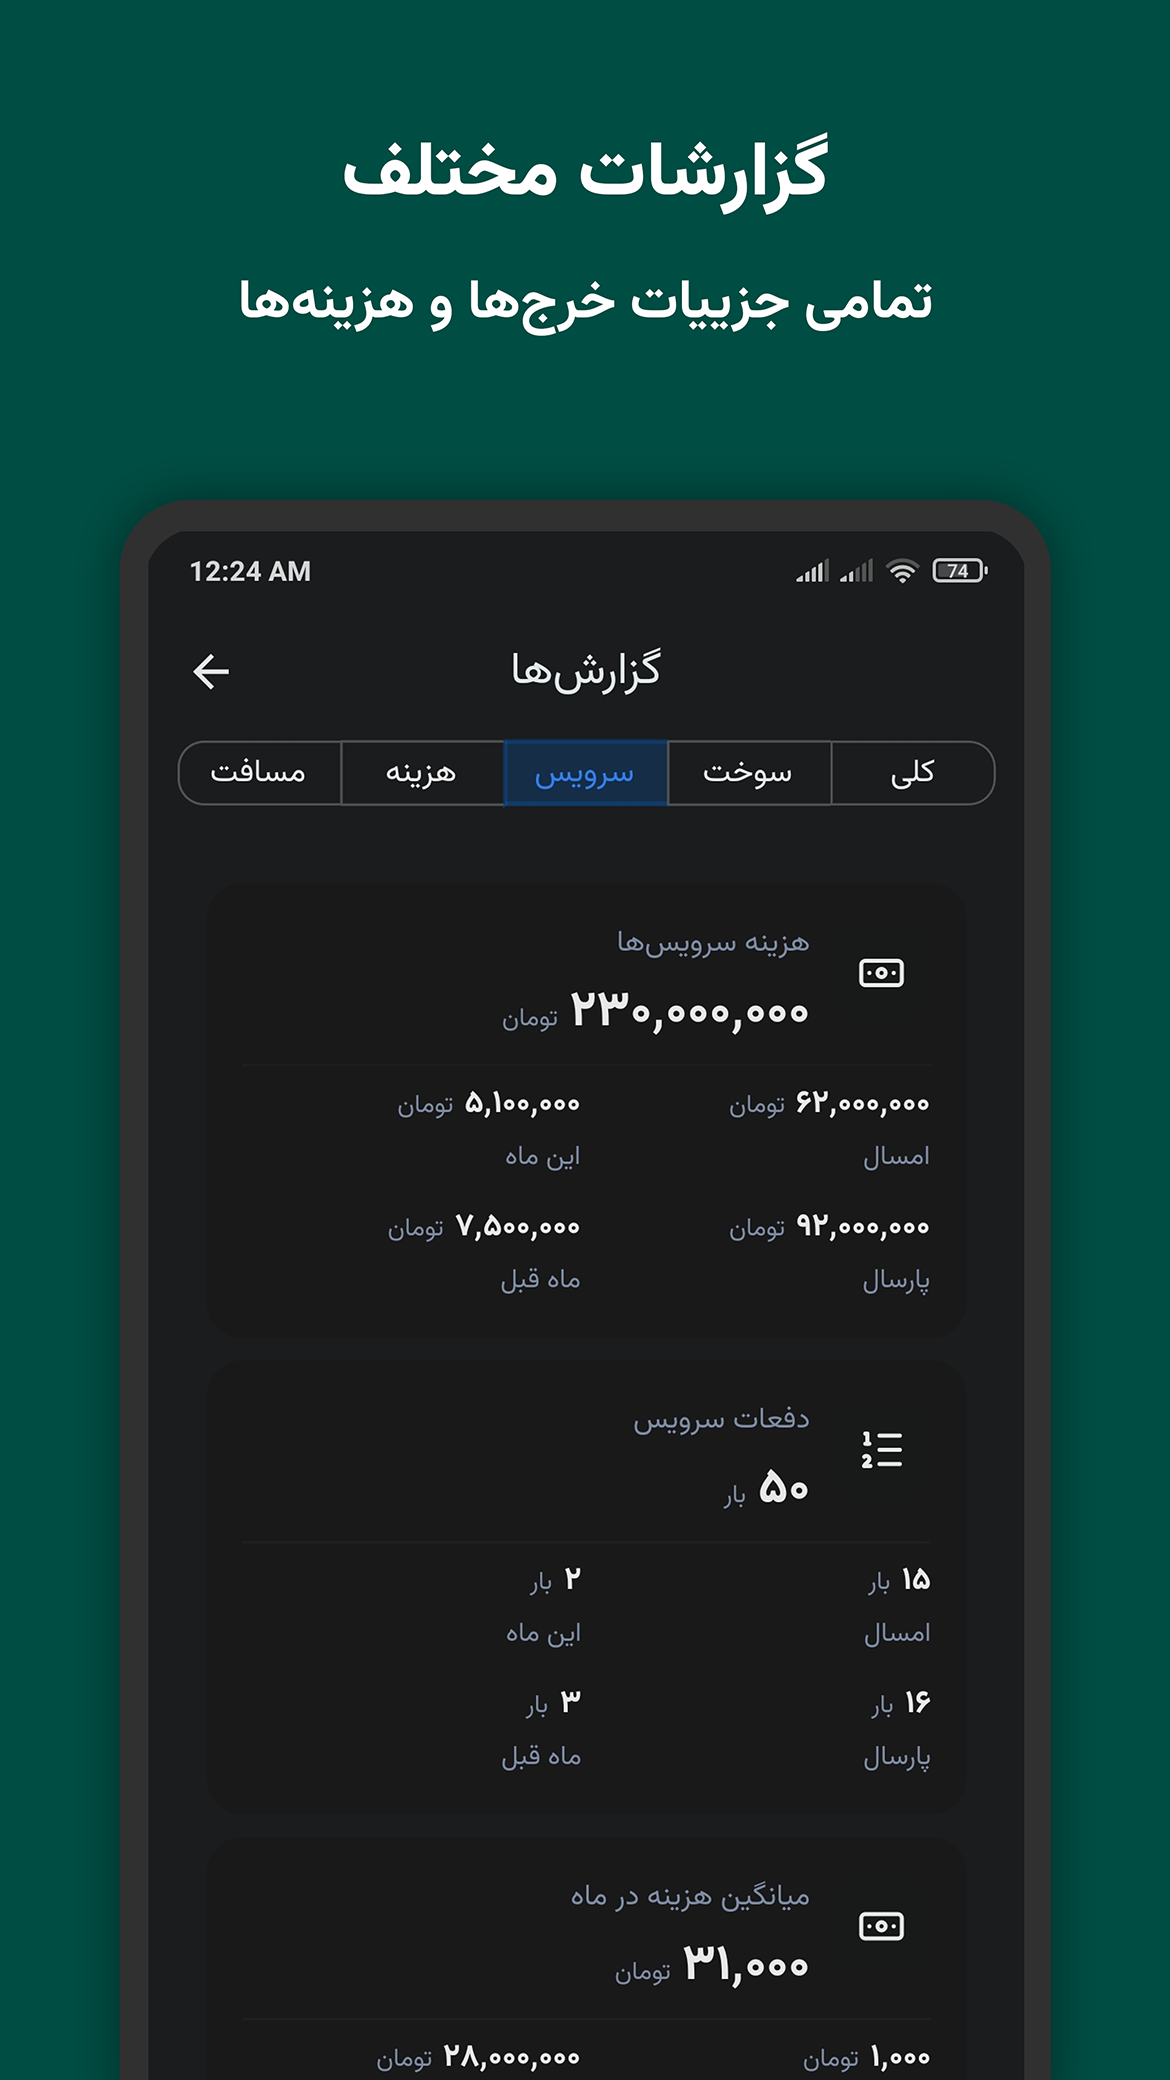 گزارشات مختلف
تمامی جزییات خرج‌ها و هزینه‌ها
12:24 AM 74
گزارش‌ها
کلی سوخت سرویس هزینه مسافت
هزینه سرویس‌ها
۲۳۰,۰۰۰,۰۰۰ تومان
۶۲,۰۰۰,۰۰۰ تومان ۵,۱۰۰,۰۰۰ تومان
امسال این ماه
۹۲,۰۰۰,۰۰۰ تومان ۷,۵۰۰,۰۰۰ تومان
پارسال ماه قبل
دفعات سرویس
۵۰ بار
۱۵ بار ۲ بار
امسال این ماه
۱۶ بار ۳ بار
پارسال ماه قبل
میانگین هزینه در ماه
۳۱,۰۰۰ تومان
۱,۰۰۰ تومان ۲۸,۰۰۰,۰۰۰ تومان